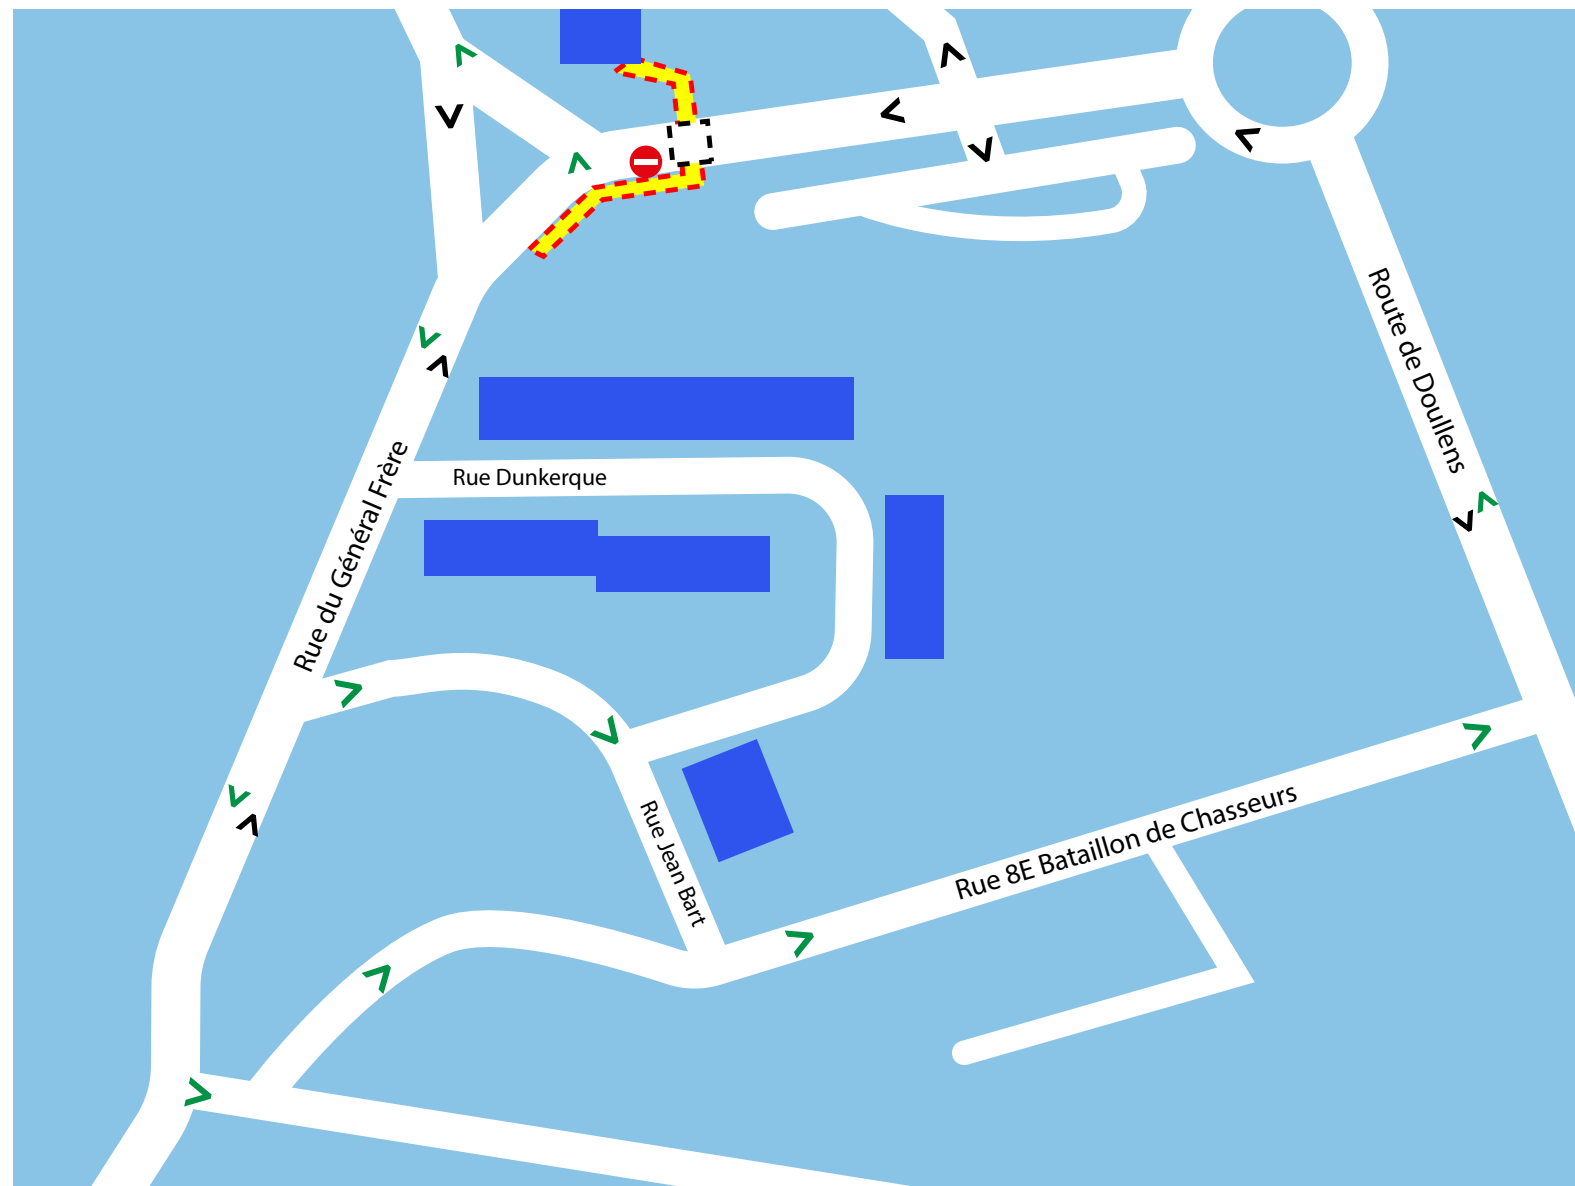 Route de Doullens
Rue Dunkerque
Rue du Général Frère
Rue Jean Bart
Rue 8E Bataillon de Chasseurs